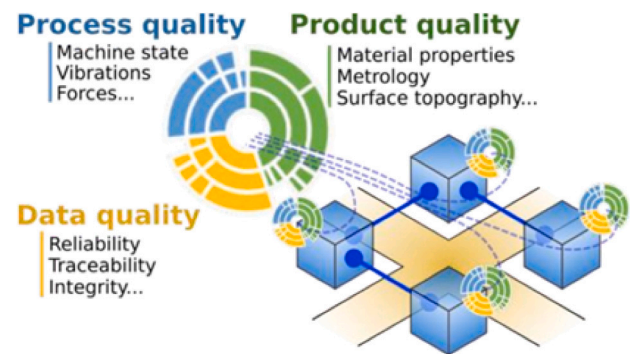 Process quality
Machine state
Vibrations
Forces...
Product quality
Material properties
Metrology
Surface topography...
Data quality
Reliability
Traceability
Integrity...